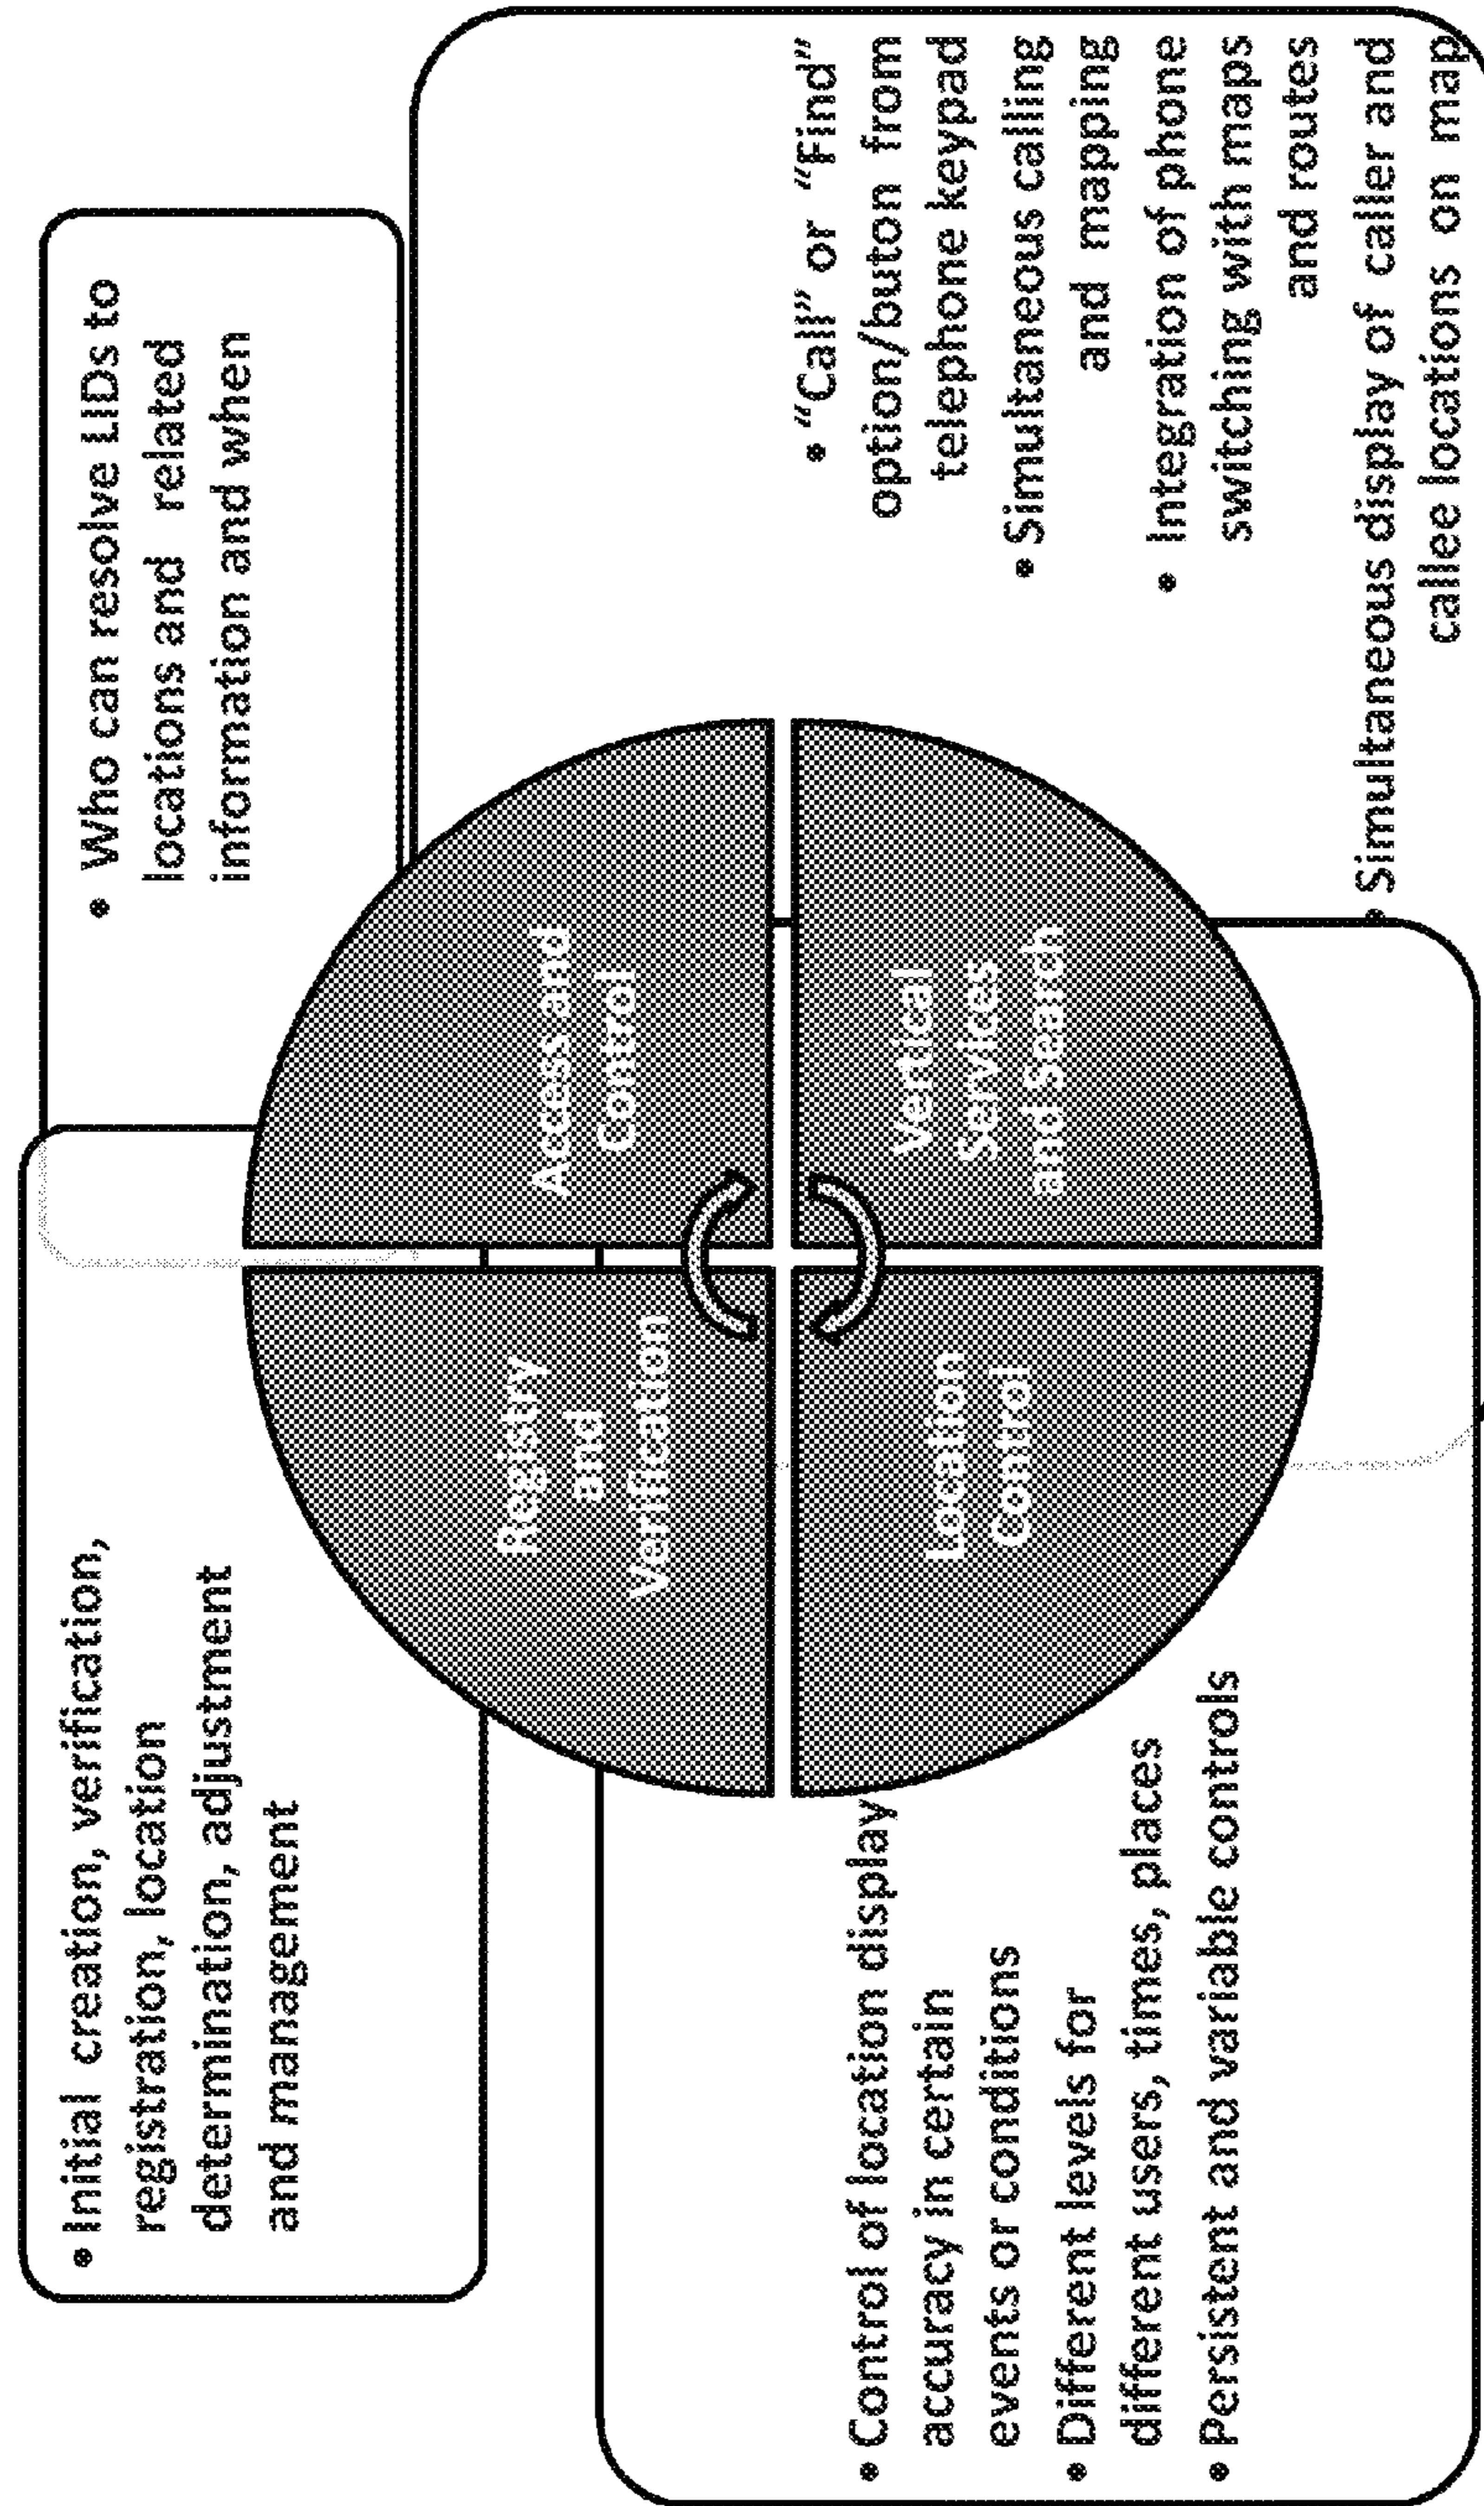 • Initial creation, verification,
registration, location
determination, adjustment
and management
• Who can resolve LIDs to
locations and related
information and when
Registry
and
Verification
Access and
Control
Location
Control
Vertical
Services
and Search
• Control of location display
accuracy in certain
events or conditions
• Different levels for
different users, times, places
• Persistent and variable controls
• "Call" or "Find"
option/buton from
telephone keypad
• Simultaneous calling
and mapping
• Integration of phone
switching with maps
and routes
• Simultaneous display of caller and
callee locations on map